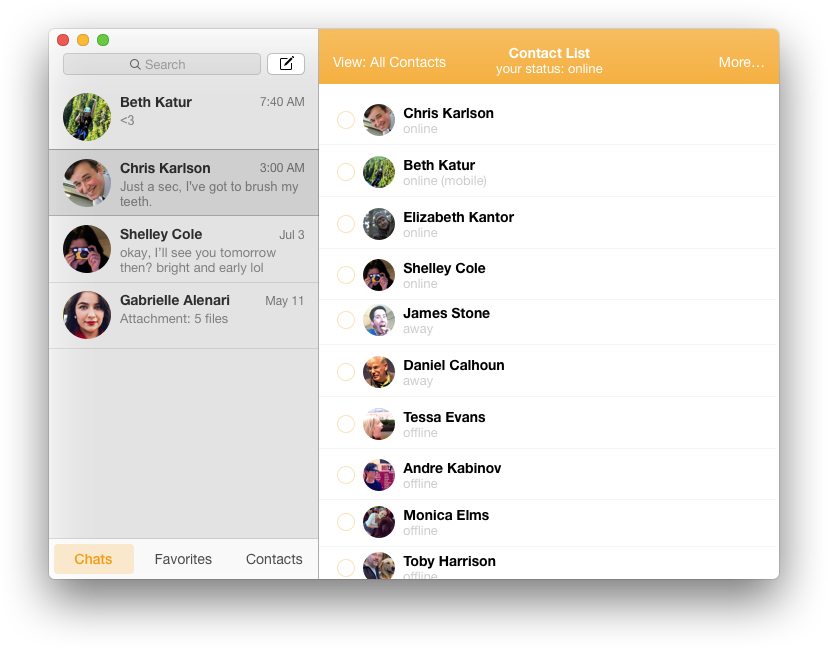 Search
Beth Katur 7:40 AM
<3
Chris Karlson 3:00 AM
Just a sec, I've got to brush my
teeth.
Shelley Cole Jul 3
okay, I'll see you tomorrow
then? bright and early lol
Gabrielle Alenari May 11
Attachment: 5 files
Chats Favorites Contacts
View: All Contacts
Contact List
your status: online
More…
Chris Karlson
online
Beth Katur
online (mobile)
Elizabeth Kantor
online
Shelley Cole
online
James Stone
away
Daniel Calhoun
away
Tessa Evans
offline
Andre Kabinov
offline
Monica Elms
offline
Toby Harrison
offline